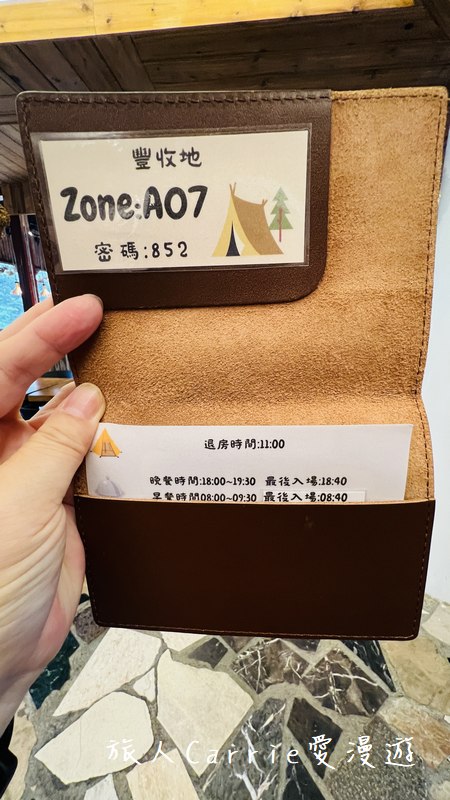 豐收地
Zone:A07
密碼:852
退房時間:11:00
晚餐時間:18:00~19:30 最後入場:18:40
早餐時間08:00~09:30 最後入場:08:40
旅人Carrie愛漫遊